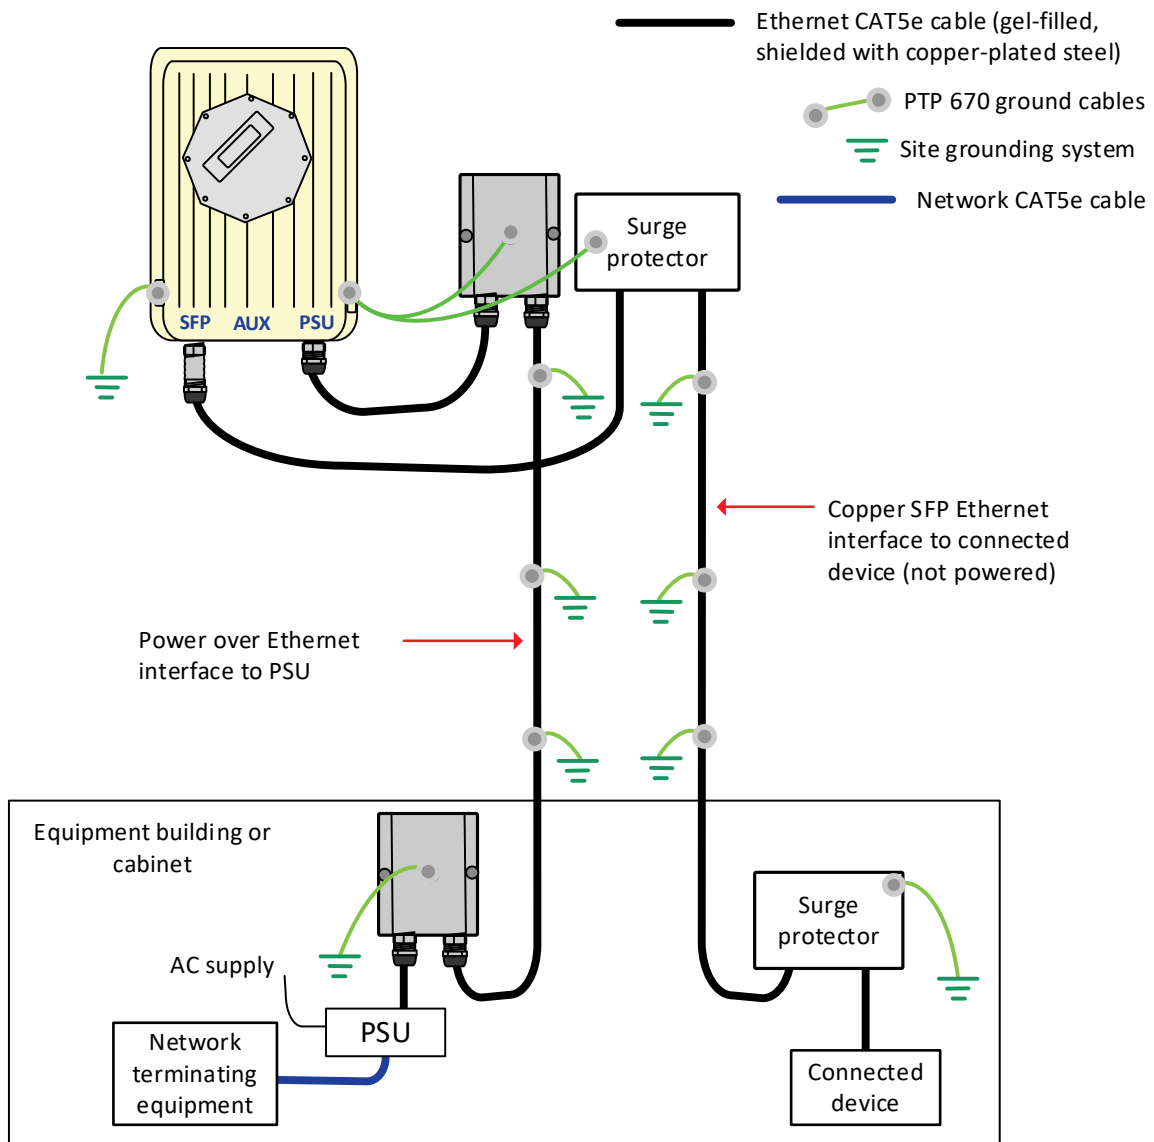 Ethernet CAT5e cable (gel-filled,
shielded with copper-plated steel)
PTP 670 ground cables
Site grounding system
Network CAT5e cable
Surge
protector
SFP AUX PSU
Copper SFP Ethernet
interface to connected
device (not powered)
Power over Ethernet
interface to PSU
Equipment building or
cabinet
Surge
protector
AC supply
PSU
Network
terminating
equipment
Connected
device